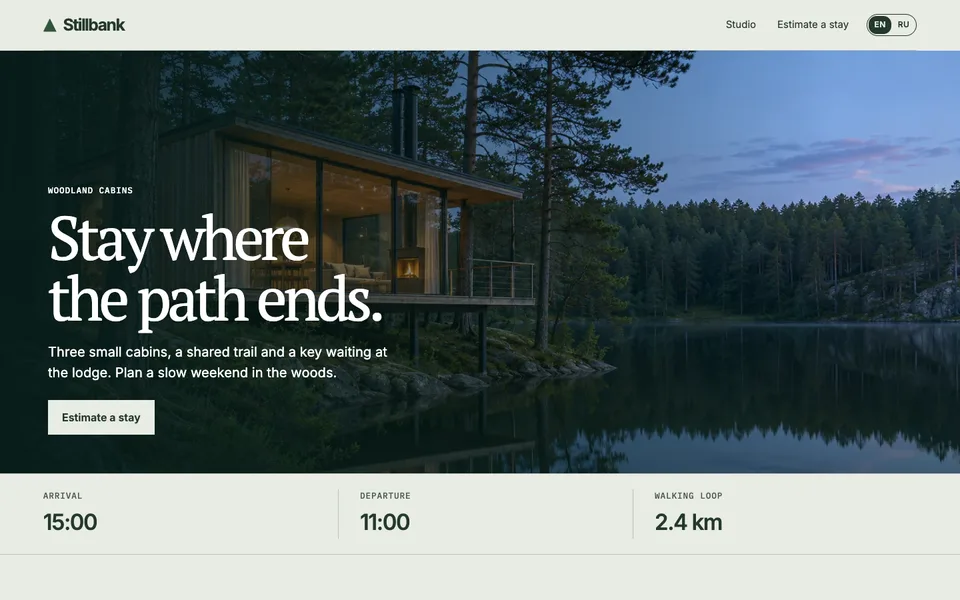 Stillbank
Studio
Estimate a stay
EN
RU
WOODLAND CABINS
Stay where
the path ends.
Three small cabins, a shared trail and a key waiting at
the lodge. Plan a slow weekend in the woods.
Estimate a stay
ARRIVAL
15:00
DEPARTURE
11:00
WALKING LOOP
2.4 km